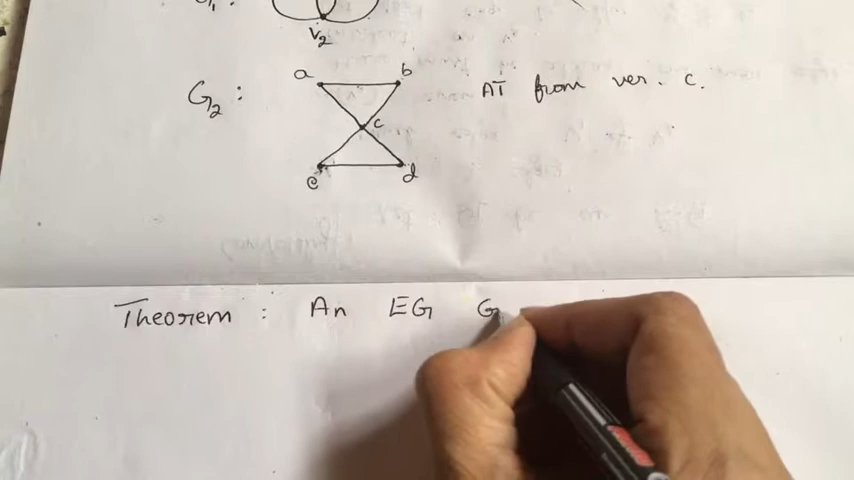 v2
a b
G2 : AT from ver. c.
c
e d
Theorem : An EG G